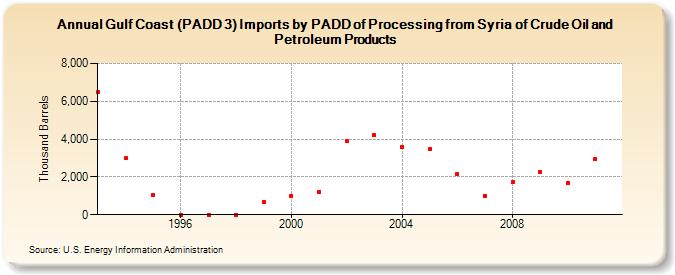 Annual Gulf Coast (PADD 3) Imports by PADD of Processing from Syria of Crude Oil and
Petroleum Products
Thousand Barrels
8,000
6,000
4,000
2,000
0
1996
2000
2004
2008
Source: U.S. Energy Information Administration